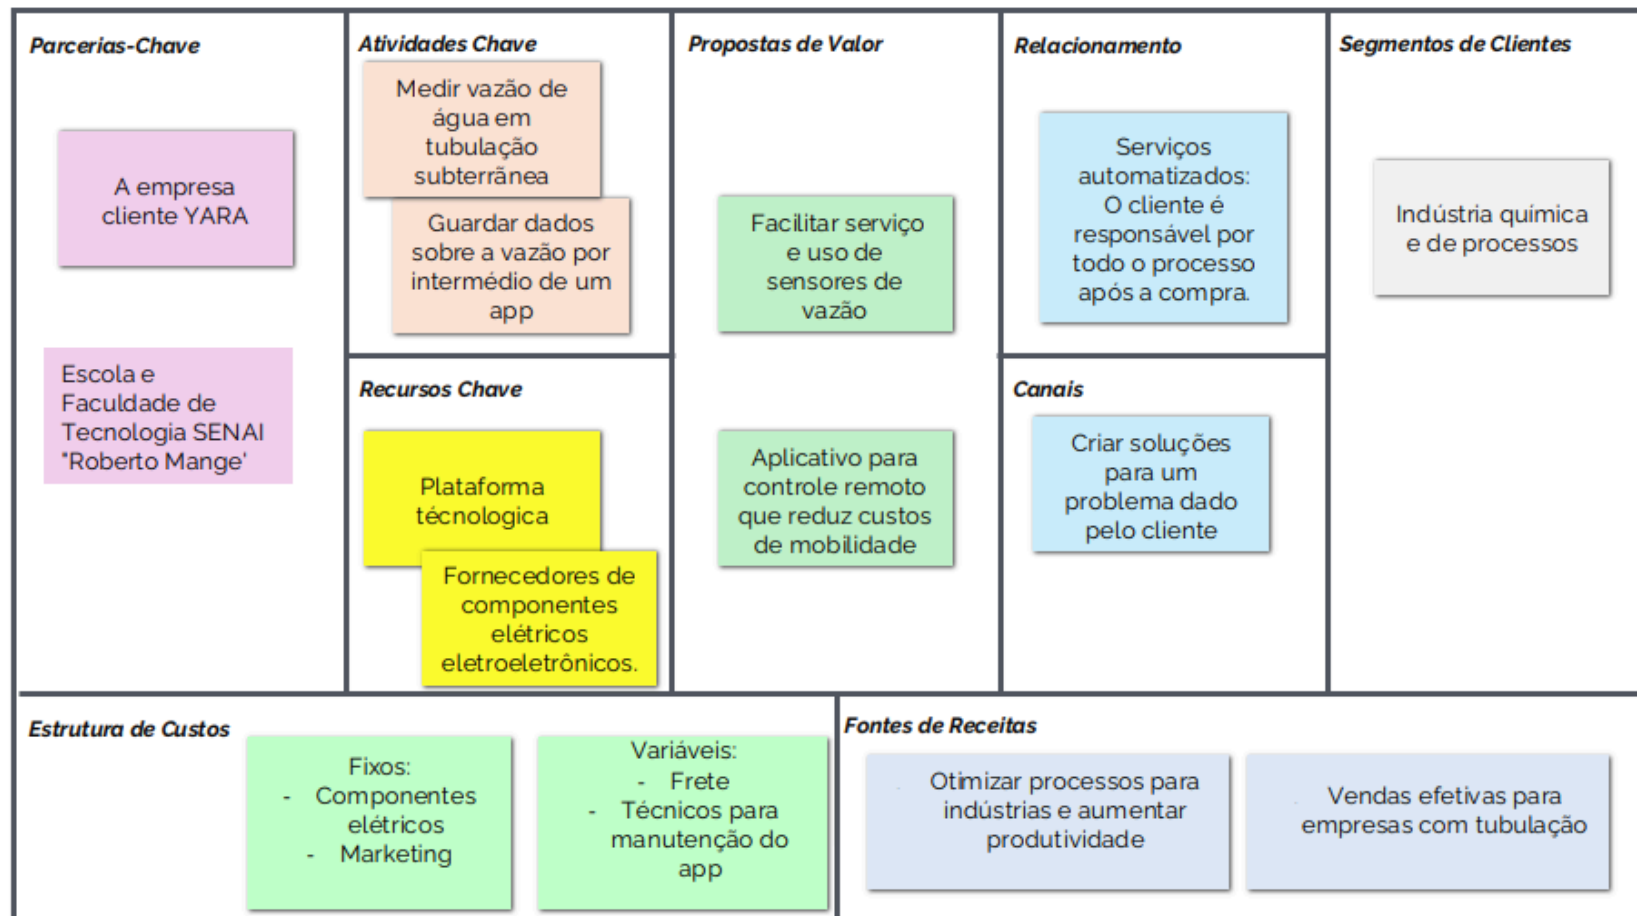 Parcerias-Chave
A empresa
cliente YARA
Escola e
Faculdade de
Tecnologia SENAI
"Roberto Mange'
Atividades Chave
Medir vazão de
água em
tubulação
subterrãnea
Guardar dados
sobre a vazão por
intermédio de um
app
Recursos Chave
Plataforma
técnologica
Fornecedores de
componentes
elétricos
eletroeletrônicos.
Propostas de Valor
Facilitar serviço
e uso de
sensores de
vazão
Aplicativo para
controle remoto
que reduz custos
de mobilidade
Relacionamento
Serviços
automatizados:
O cliente é
responsável por
todo o processo
após a compra.
Canais
Criar soluções
para um
problema dado
pelo cliente
Segmentos de Clientes
Indústria química
e de processos
Estrutura de Custos
Fixos:
- Componentes
elétricos
- Marketing
Variáveis:
- Frete
- Técnicos para
manutenção do
app
Fontes de Receitas
Otimizar processos para
indústrias e aumentar
produtividade
Vendas efetivas para
empresas com tubulação